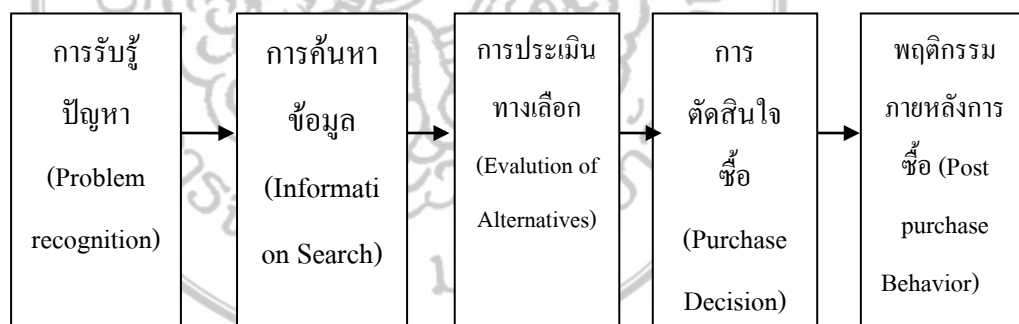 การรับรู้
ปัญหา
(Problem
recognition)
การค้นหา
ข้อมูล
(Informati
on Search)
การประเมิน
ทางเลือก
(Evalution of
Alternatives)
การ
ตัดสินใจ
ซื้อ
(Purchase
Decision)
พฤติกรรม
ภายหลังการ
ซื้อ (Post
purchase
Behavior)